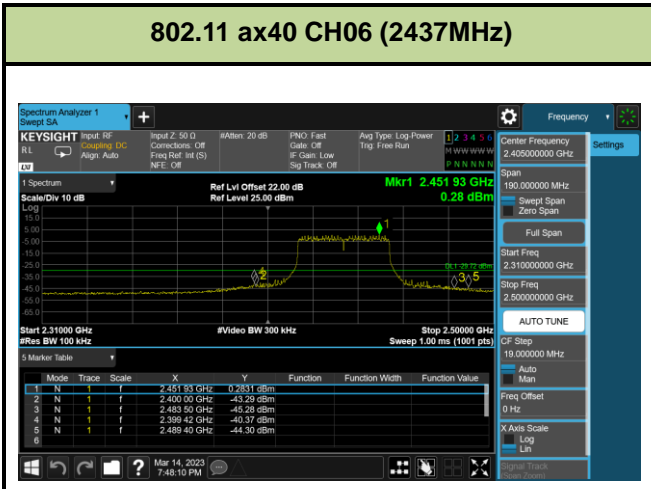 802.11 ax40 CH06 (2437MHz)
Spectrum Analyzer 1
Swept SA
+
Frequency
KEYSIGHT
RL
LXI
Input: RF
Coupling: DC
Align: Auto
Input Z: 50 Ω
Corrections: Off
Freq Ref: Int (S)
NFE: Off
#Atten: 20 dB
PNO: Fast
Gate: Off
IF Gain: Low
Sig Track: Off
Avg Type: Log-Power
Trig: Free Run
1 2 3 4 5 6
M W W W W W
P N N N N N
Center Frequency
2.405000000 GHz
Settings
Span
190.000000 MHz
Swept Span
Zero Span
Full Span
Start Freq
2.310000000 GHz
Stop Freq
2.500000000 GHz
AUTO TUNE
CF Step
19.000000 MHz
Auto
Man
Freq Offset
0 Hz
X Axis Scale
Log
Lin
Signal Track
(Span Zoom)
1 Spectrum
Scale/Div 10 dB
Log
Ref Lvl Offset 22.00 dB
Ref Level 25.00 dBm
Mkr1 2.451 93 GHz
0.28 dBm
15.0
5.00
-5.00
-15.0
-25.0
-35.0
-45.0
-55.0
-65.0
1
DL1 -29.72 dBm
2
3 5
Start 2.31000 GHz
#Res BW 100 kHz
#Video BW 300 kHz
Stop 2.50000 GHz
Sweep 1.00 ms (1001 pts)
5 Marker Table
Mode Trace Scale X Y Function Function Width Function Value
1 N 1 f 2.451 93 GHz 0.2831 dBm
2 N 1 f 2.400 00 GHz -43.29 dBm
3 N 1 f 2.483 50 GHz -45.28 dBm
4 N 1 f 2.399 42 GHz -40.37 dBm
5 N 1 f 2.489 40 GHz -44.30 dBm
6
?
Mar 14, 2023
7:48:10 PM